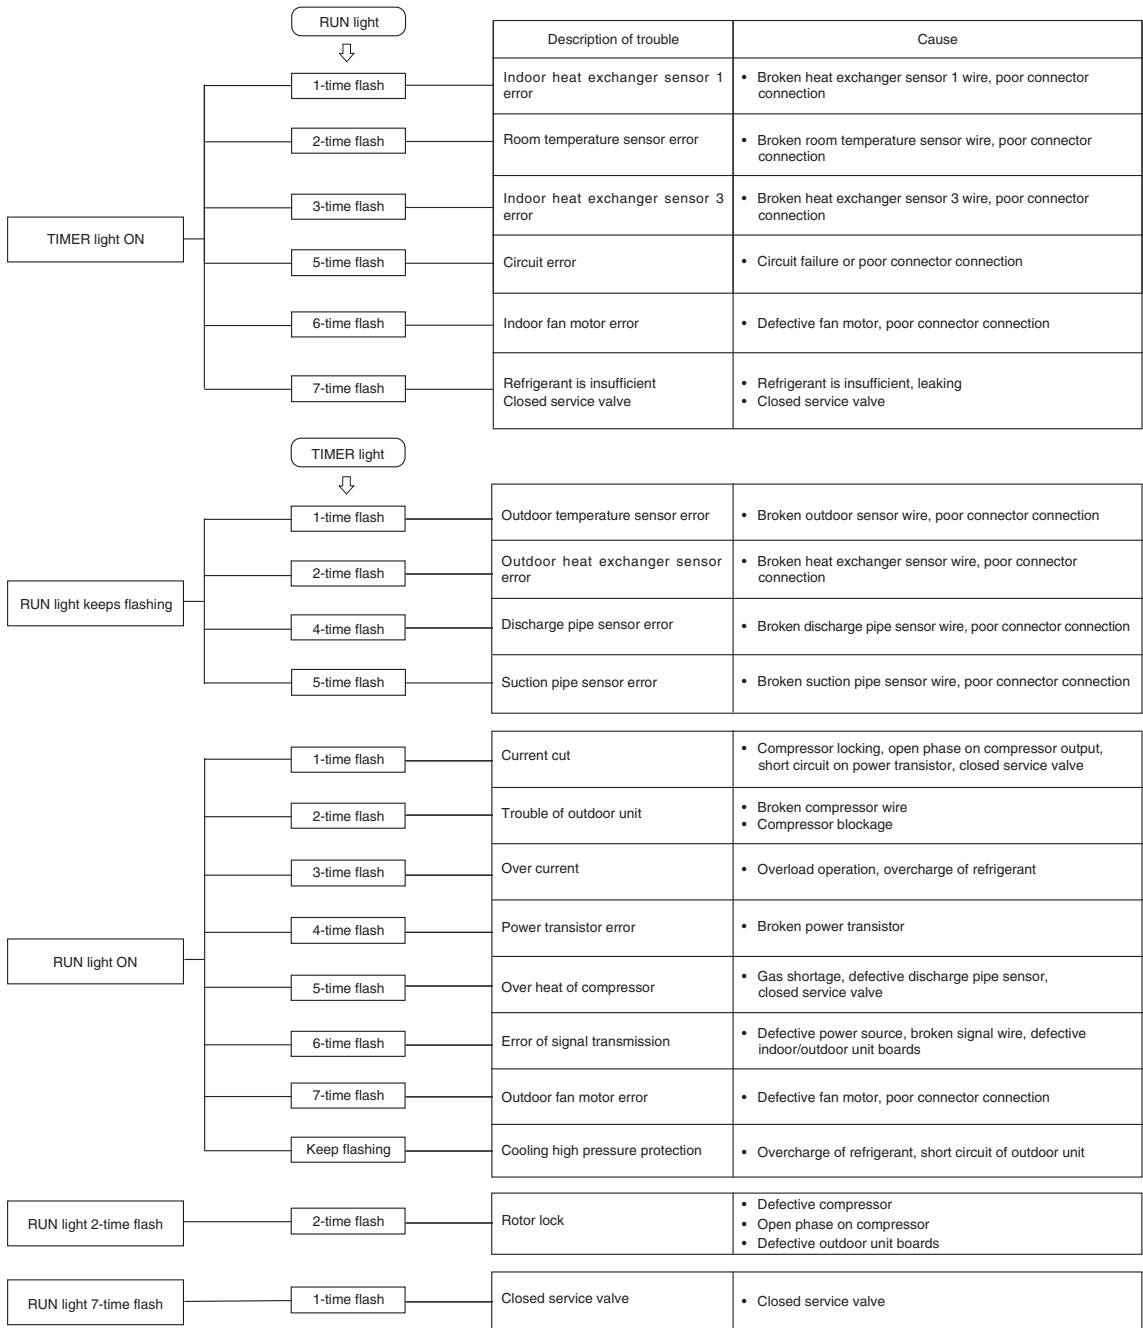 RUN light
Description of trouble
Cause
TIMER light ON
1-time flash
Indoor heat exchanger sensor 1
error
• Broken heat exchanger sensor 1 wire, poor connector
connection
2-time flash
Room temperature sensor error
• Broken room temperature sensor wire, poor connector
connection
3-time flash
Indoor heat exchanger sensor 3
error
• Broken heat exchanger sensor 3 wire, poor connector
connection
5-time flash
Circuit error
• Circuit failure or poor connector connection
6-time flash
Indoor fan motor error
• Defective fan motor, poor connector connection
7-time flash
Refrigerant is insufficient
Closed service valve
• Refrigerant is insufficient, leaking
• Closed service valve
TIMER light
RUN light keeps flashing
1-time flash
Outdoor temperature sensor error
• Broken outdoor sensor wire, poor connector connection
2-time flash
Outdoor heat exchanger sensor
error
• Broken heat exchanger sensor wire, poor connector
connection
4-time flash
Discharge pipe sensor error
• Broken discharge pipe sensor wire, poor connector connection
5-time flash
Suction pipe sensor error
• Broken suction pipe sensor wire, poor connector connection
RUN light ON
1-time flash
Current cut
• Compressor locking, open phase on compressor output,
short circuit on power transistor, closed service valve
2-time flash
Trouble of outdoor unit
• Broken compressor wire
• Compressor blockage
3-time flash
Over current
• Overload operation, overcharge of refrigerant
4-time flash
Power transistor error
• Broken power transistor
5-time flash
Over heat of compressor
• Gas shortage, defective discharge pipe sensor,
closed service valve
6-time flash
Error of signal transmission
• Defective power source, broken signal wire, defective
indoor/outdoor unit boards
7-time flash
Outdoor fan motor error
• Defective fan motor, poor connector connection
Keep flashing
Cooling high pressure protection
• Overcharge of refrigerant, short circuit of outdoor unit
RUN light 2-time flash
2-time flash
Rotor lock
• Defective compressor
• Open phase on compressor
• Defective outdoor unit boards
RUN light 7-time flash
1-time flash
Closed service valve
• Closed service valve